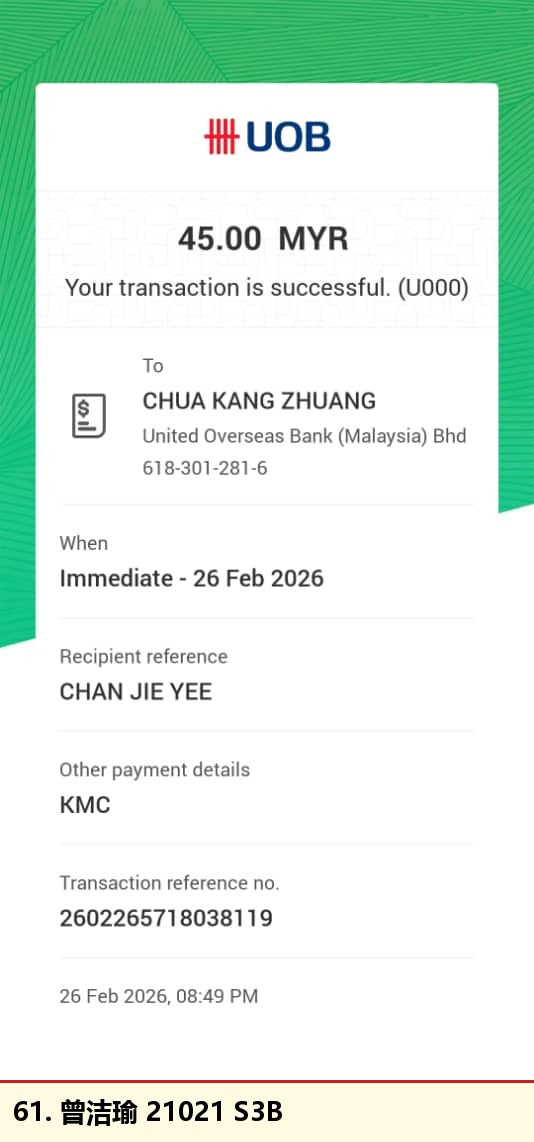 UOB
45.00 MYR
Your transaction is successful. (U000)
To
CHUA KANG ZHUANG
United Overseas Bank (Malaysia) Bhd
618-301-281-6
When
Immediate - 26 Feb 2026
Recipient reference
CHAN JIE YEE
Other payment details
KMC
Transaction reference no.
2602265718038119
26 Feb 2026, 08:49 PM
61. 曾洁瑜 21021 S3B